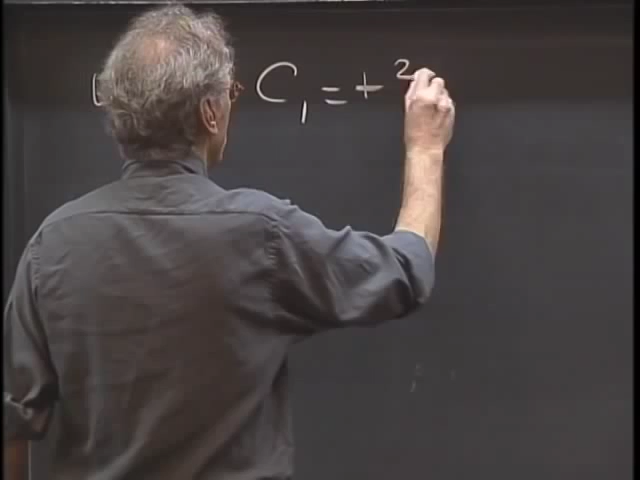 C₁ = + 2